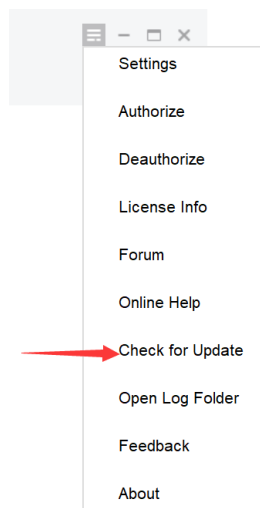 Settings
Authorize
Deauthorize
License Info
Forum
Online Help
Check for Update
Open Log Folder
Feedback
About